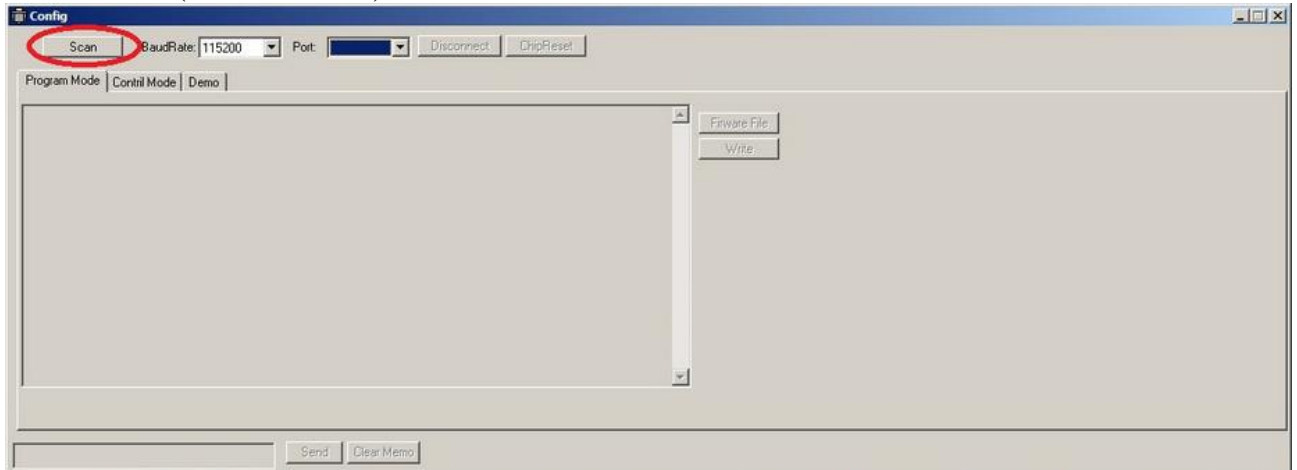 Config
Scan BaudRate: 115200 Port: Disconnect ChipReset
Program Mode Contril Mode Demo
Firware File
Write
Send Clear Memo